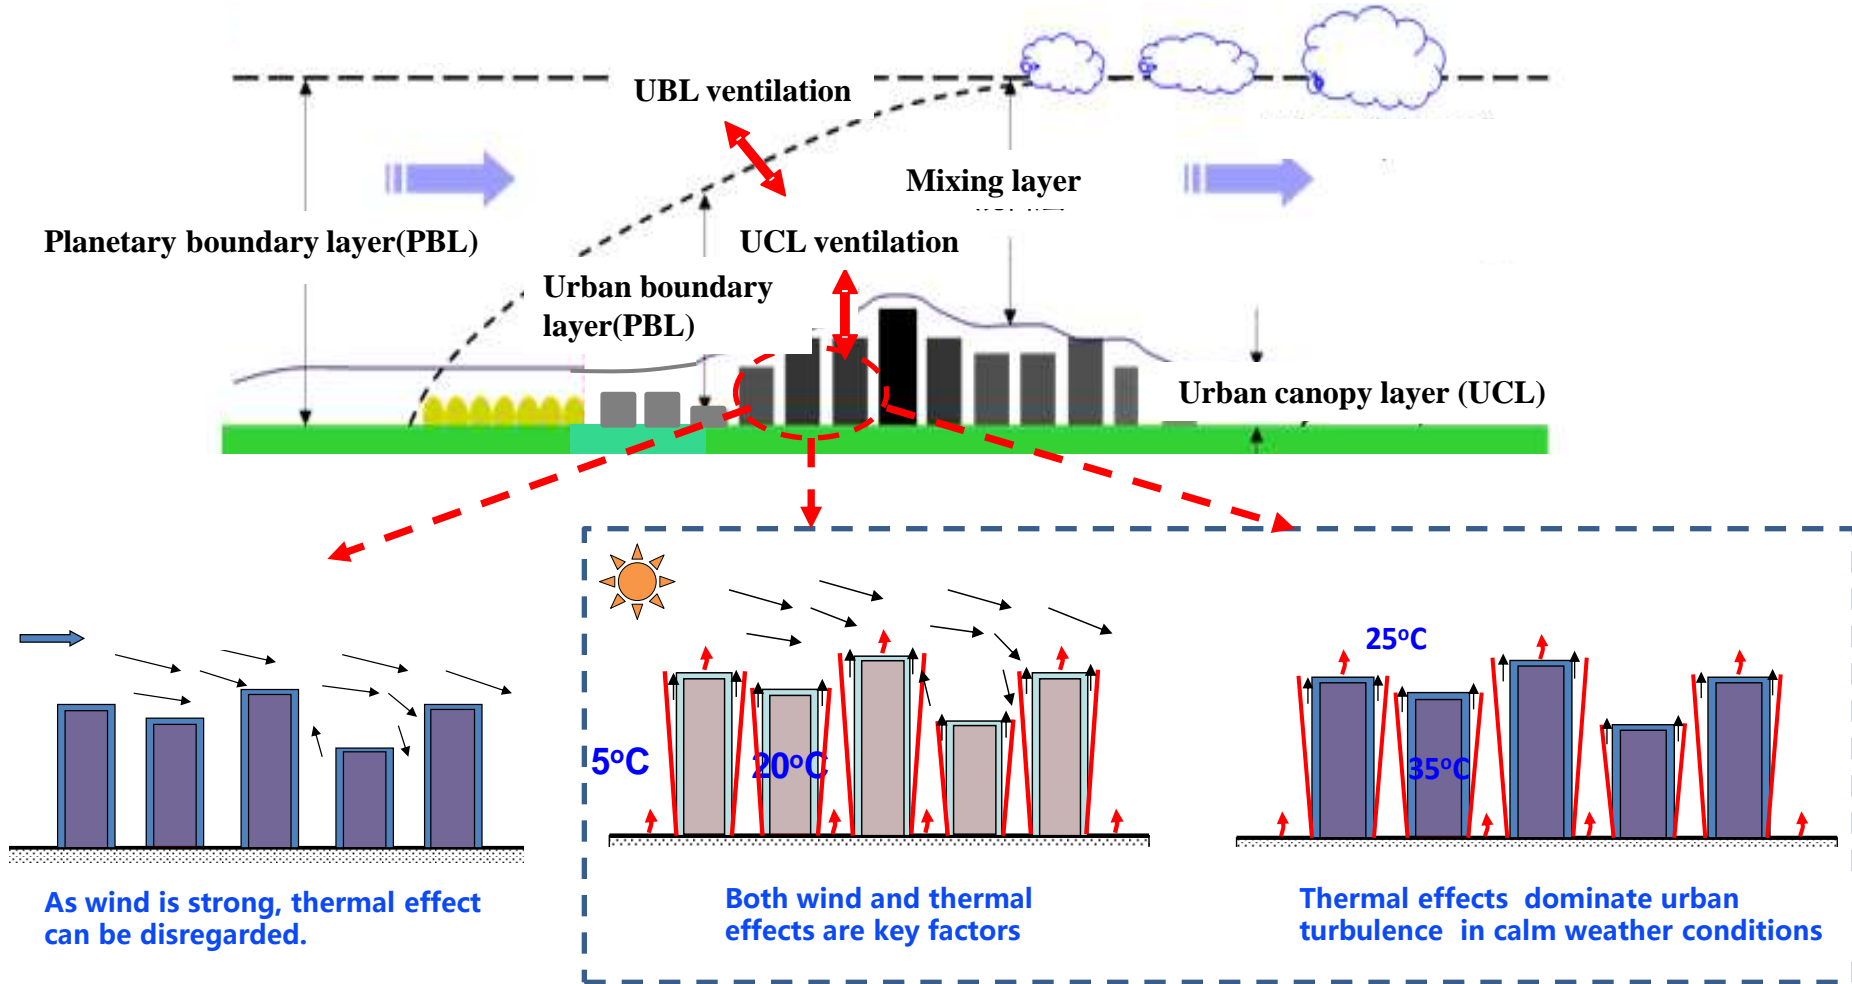 UBL ventilation
Mixing layer
Planetary boundary layer(PBL)
UCL ventilation
Urban boundary
layer(PBL)
Urban canopy layer (UCL)
25°C
5°C
20°C
35°C
As wind is strong, thermal effect
can be disregarded.
Both wind and thermal
effects are key factors
Thermal effects dominate urban
turbulence in calm weather conditions